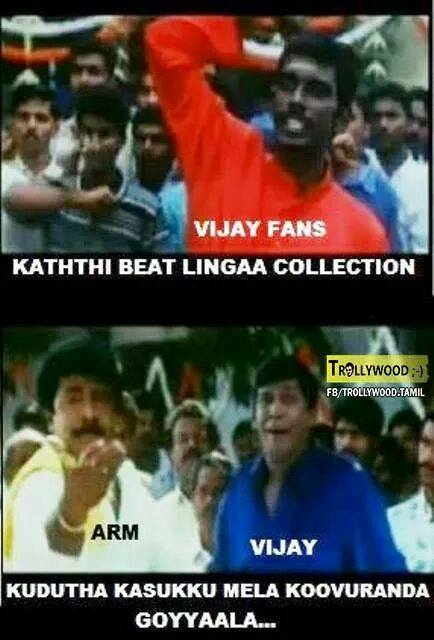 VIJAY FANS
KATHTHI BEAT LINGAA COLLECTION
TROLLYWOOD ;-)
FB/TROLLYWOOD.TAMIL
ARM
VIJAY
KUDUTHA KASUKKU MELA KOOVURANDA
GOYYAALA...